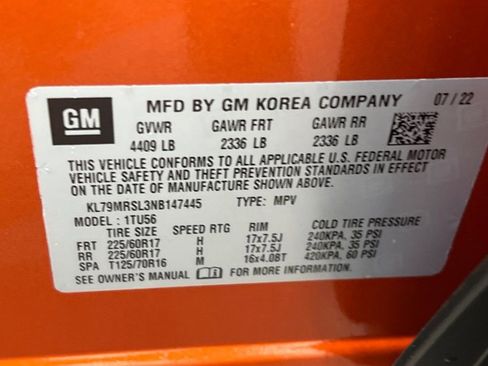 GM MFD BY GM KOREA COMPANY 07/22
GVWR GAWR FRT GAWR RR
4409 LB 2336 LB 2336 LB
THIS VEHICLE CONFORMS TO ALL APPLICABLE U.S. FEDERAL MOTOR
VEHICLE SAFETY AND THEFT PREVENTION STANDARDS IN EFFECT
ON THE DATE OF MANUFACTURE SHOWN ABOVE.
KL79MRSL3NB147445 TYPE: MPV
MODEL : 1TU56
TIRE SIZE SPEED RTG RIM COLD TIRE PRESSURE
FRT 225/60R17 H 17x7.5J 240KPA, 35 PSI
RR 225/60R17 H 17x7.5J 240KPA, 35 PSI
SPA T125/70R16 M 16x4.0BT 420KPA, 60 PSI
SEE OWNER'S MANUAL FOR MORE INFORMATION.